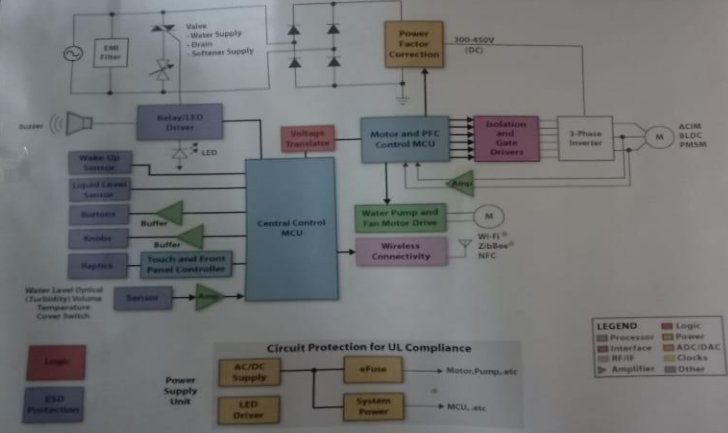 Valve
- Water Supply
- Drain
- Softener Supply
EMI
Filter
Power
Factor
Correction
300-450V
(DC)
Buzzer
Relay/LED
Driver
LED
Voltage
Translator
Motor and PFC
Control MCU
Isolation
and
Gate
Drivers
3-Phase
Inverter
M
ACIM
BLDC
PMSM
Wake Up
Sensor
Liquid Level
Sensor
Buttons
Buffer
Knobs
Buffer
Haptics
Touch and Front
Panel Controller
Central Control
MCU
Amp
Water Pump and
Fan Motor Drive
M
Wireless
Connectivity
Wi-Fi®
ZibBee®
NFC
Water Level Optical
(Turbidity) Volume
Temperature
Cover Switch
Sensor
Amp
LEGEND
Processor
Interface
RF/IF
Amplifier
Logic
Power
ADC/DAC
Clocks
Other
Logic
ESD
Protection
Power
Supply
Unit
Circuit Protection for UL Compliance
AC/DC
Supply
eFuse
Motor,Pump,.etc
LED
Driver
System
Power
MCU,.etc